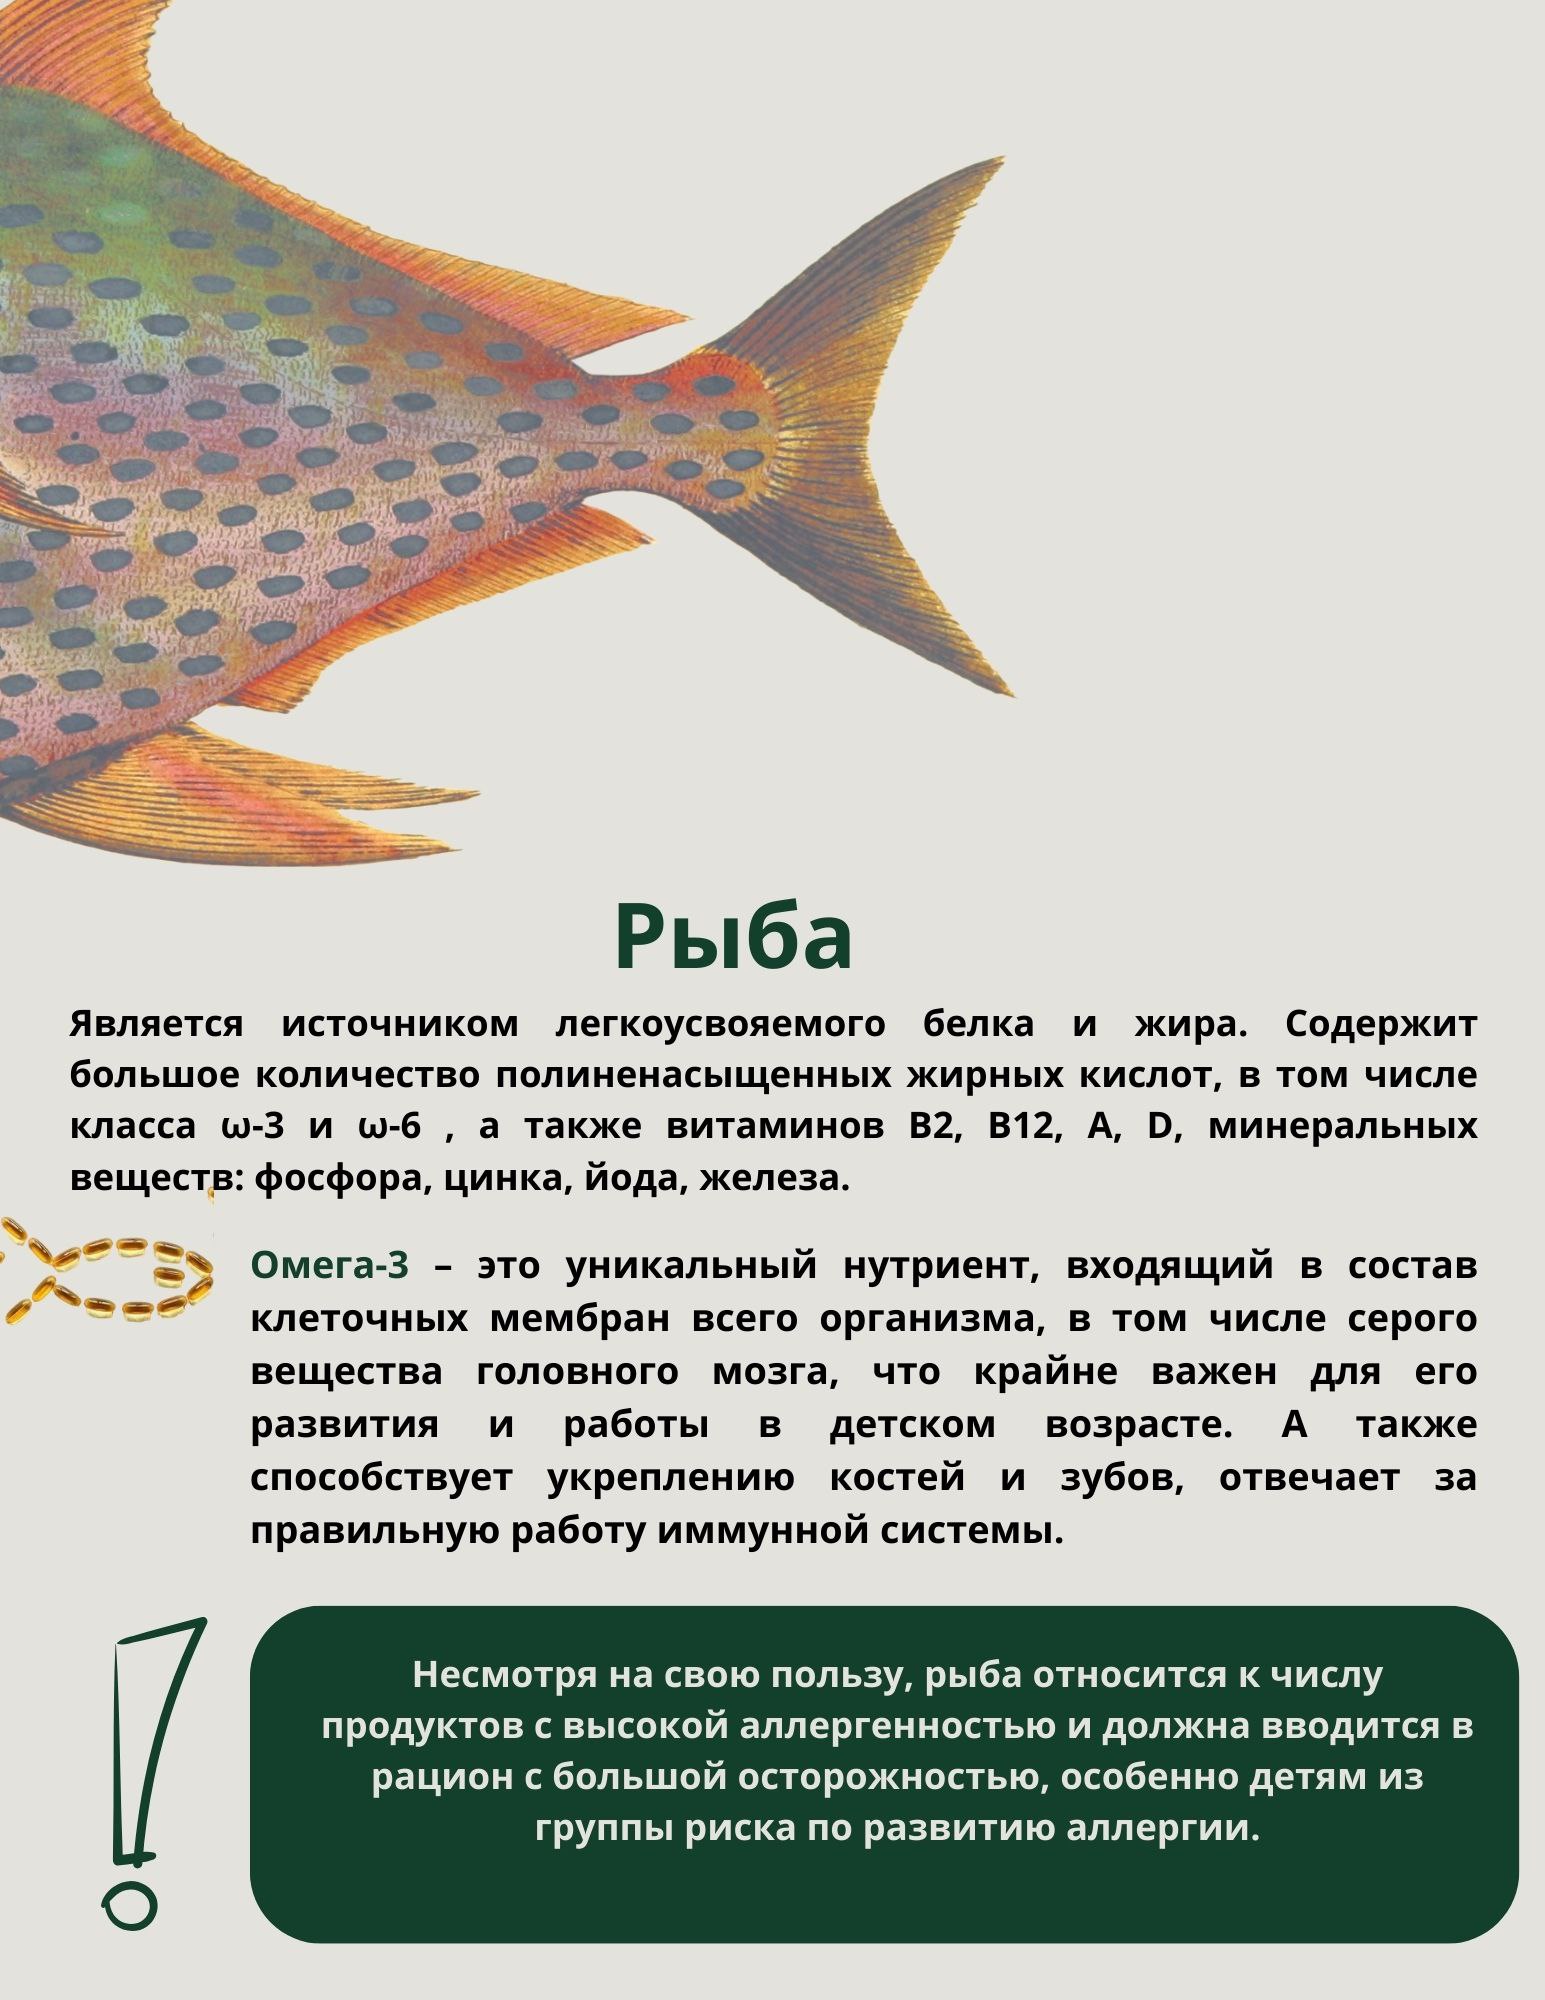 Рыба
Является источником легкоусвояемого белка и жира. Содержит
большое количество полиненасыщенных жирных кислот, в том числе
класса ω-3 и ω-6 , а также витаминов В2, В12, А, D, минеральных
веществ: фосфора, цинка, йода, железа.
Омега-3 – это уникальный нутриент, входящий в состав
клеточных мембран всего организма, в том числе серого
вещества головного мозга, что крайне важен для его
развития и работы в детском возрасте. А также
способствует укреплению костей и зубов, отвечает за
правильную работу иммунной системы.
Несмотря на свою пользу, рыба относится к числу
продуктов с высокой аллергенностью и должна вводится в
рацион с большой осторожностью, особенно детям из
группы риска по развитию аллергии.